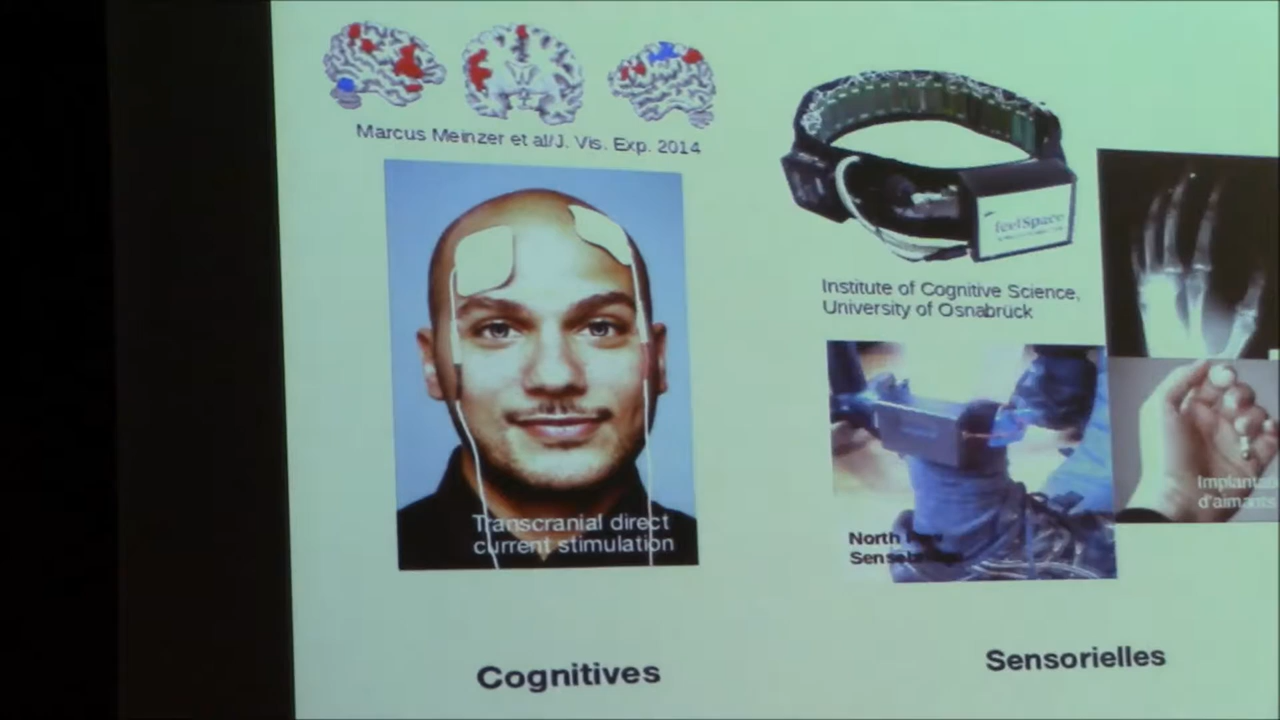 Marcus Meinzer et al/J. Vis. Exp. 2014
Transcranial direct
current stimulation
Cognitives
feelSpace
Institute of Cognitive Science,
University of Osnabrück
North
Sensorielles
d'aimants